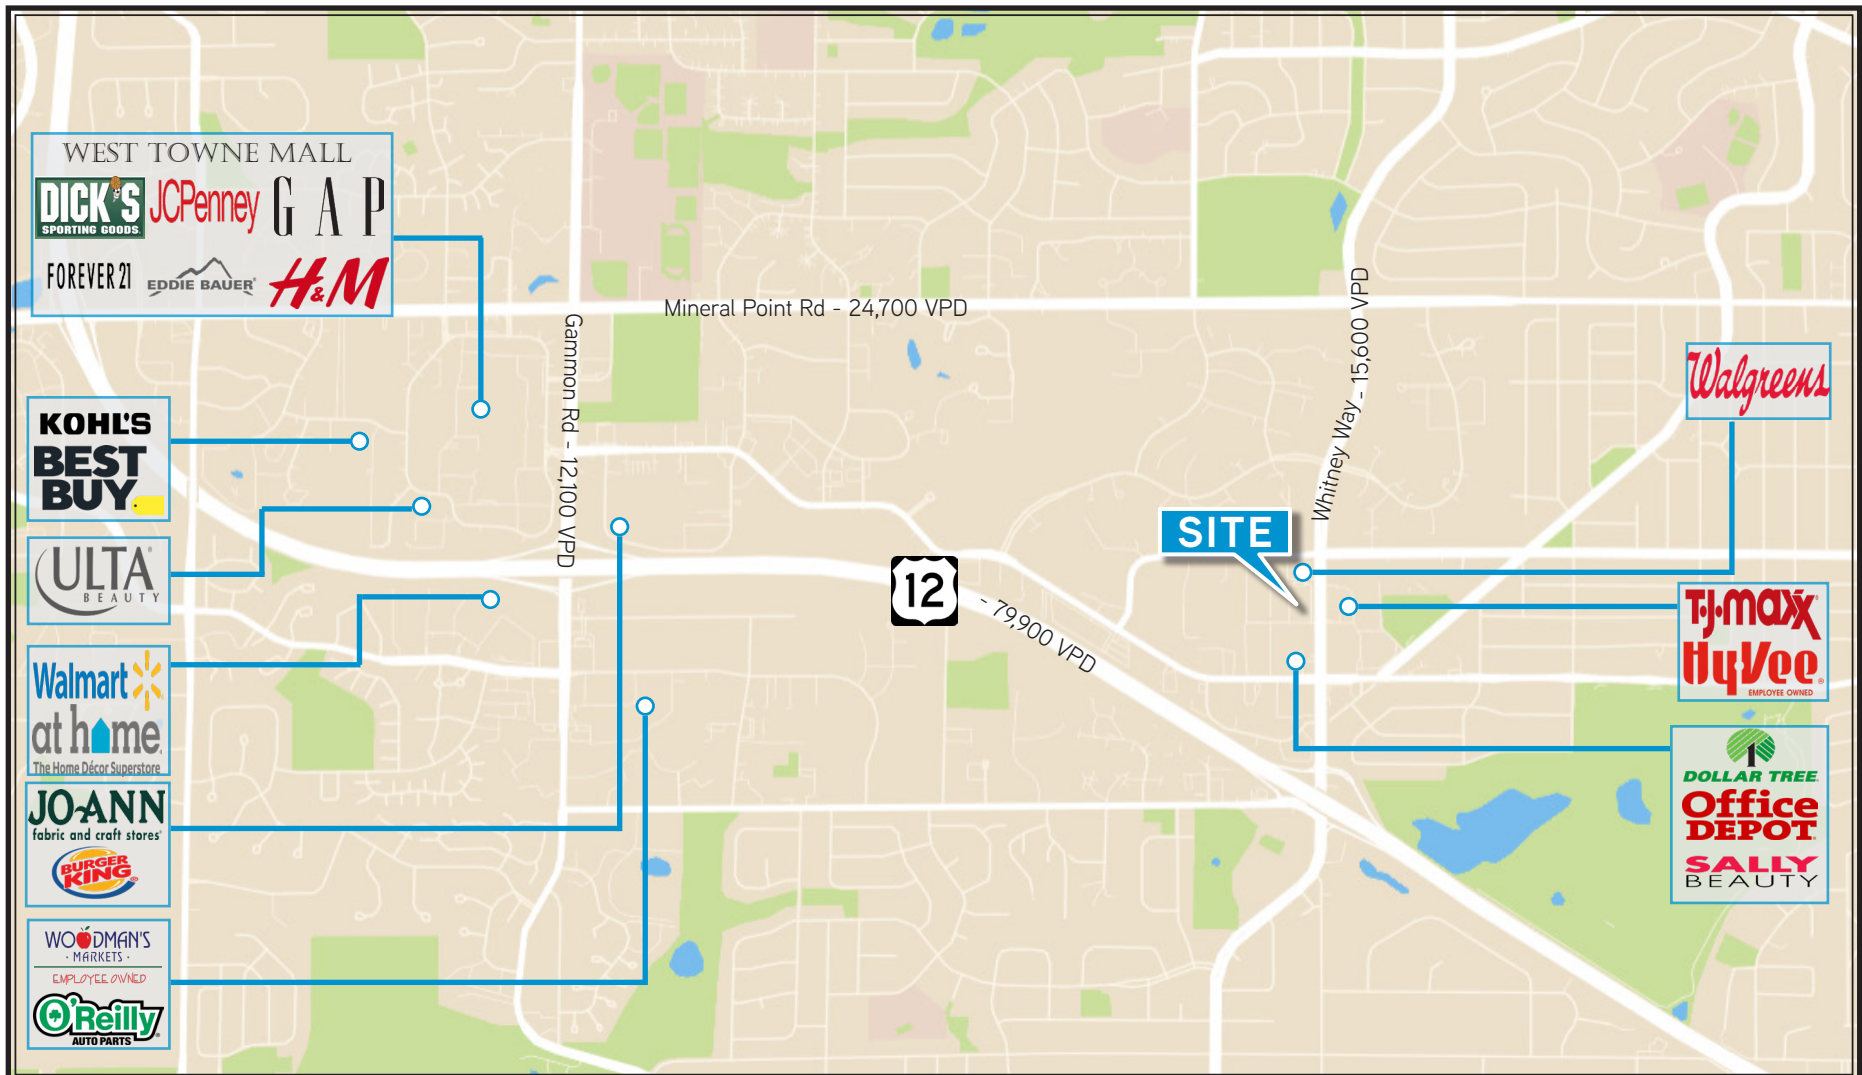 WEST TOWNE MALL
DICK'S
SPORTING GOODS
JCPenney
GAP
FOREVER 21
EDDIE BAUER
H&M
KOHL'S
BEST
BUY
ULTA
BEAUTY
Walmart
at home
The Home Décor Superstore
JO-ANN
fabric and craft stores
BURGER
KING
WOODMAN'S
· MARKETS ·
EMPLOYEE OWNED
O'Reilly
AUTO PARTS
Mineral Point Rd - 24,700 VPD
Gammon Rd - 12,100 VPD
12
- 79,900 VPD
Whitney Way - 15,600 VPD
SITE
Walgreens
T·J·maxx
HyVee
EMPLOYEE OWNED
DOLLAR TREE
Office
DEPOT
SALLY
BEAUTY